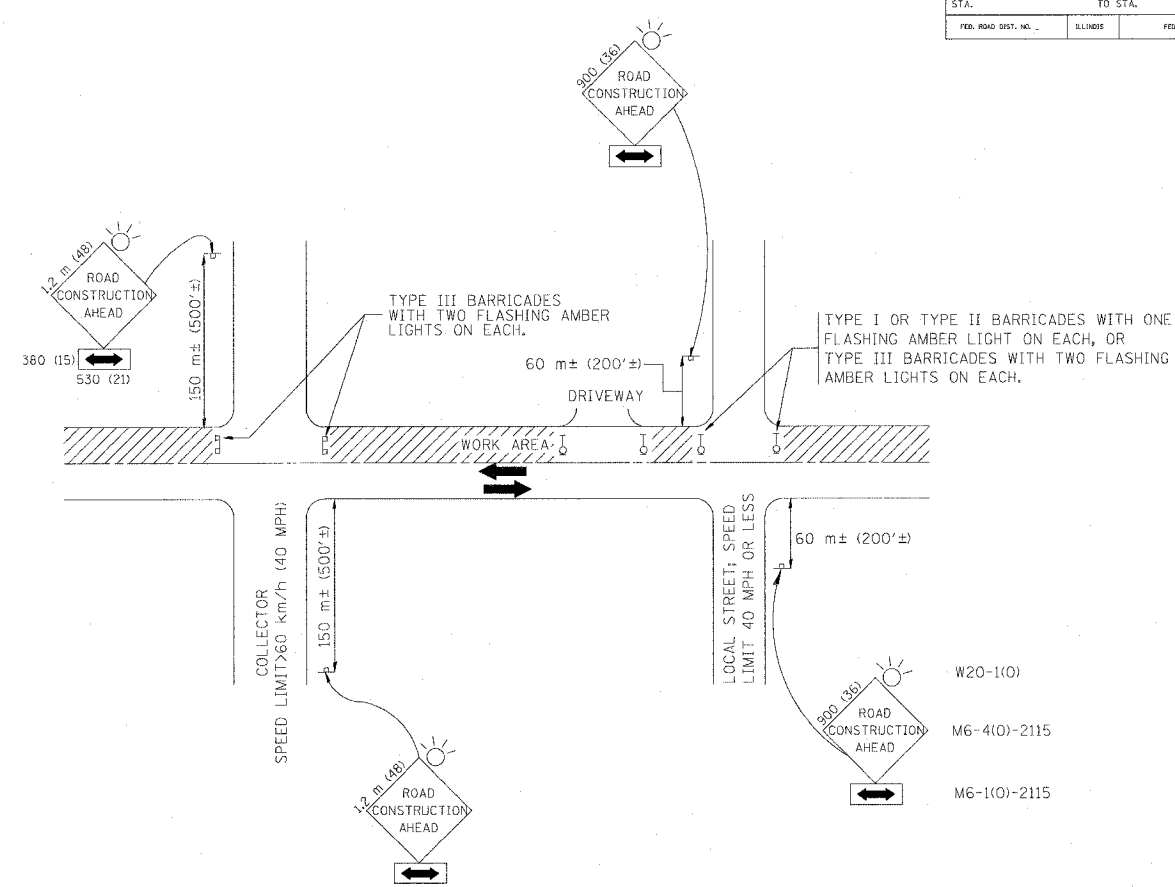 STA. TO STA.
FED. ROAD DIST. NO. _ ILLINOIS FED
900 (36)
ROAD
CONSTRUCTION
AHEAD
1.2 m (48)
ROAD
CONSTRUCTION
AHEAD
380 (15)
530 (21)
150 m± (500'±)
TYPE III BARRICADES
WITH TWO FLASHING AMBER
LIGHTS ON EACH.
60 m± (200'±)
DRIVEWAY
TYPE I OR TYPE II BARRICADES WITH ONE
FLASHING AMBER LIGHT ON EACH, OR
TYPE III BARRICADES WITH TWO FLASHING
AMBER LIGHTS ON EACH.
WORK AREA
COLLECTOR
SPEED LIMIT>60 km/h (40 MPH)
150 m± (500'±)
LOCAL STREET; SPEED
LIMIT 40 MPH OR LESS
60 m± (200'±)
1.2 m (48)
ROAD
CONSTRUCTION
AHEAD
900 (36)
ROAD
CONSTRUCTION
AHEAD
W20-1(O)
M6-4(O)-2115
M6-1(O)-2115